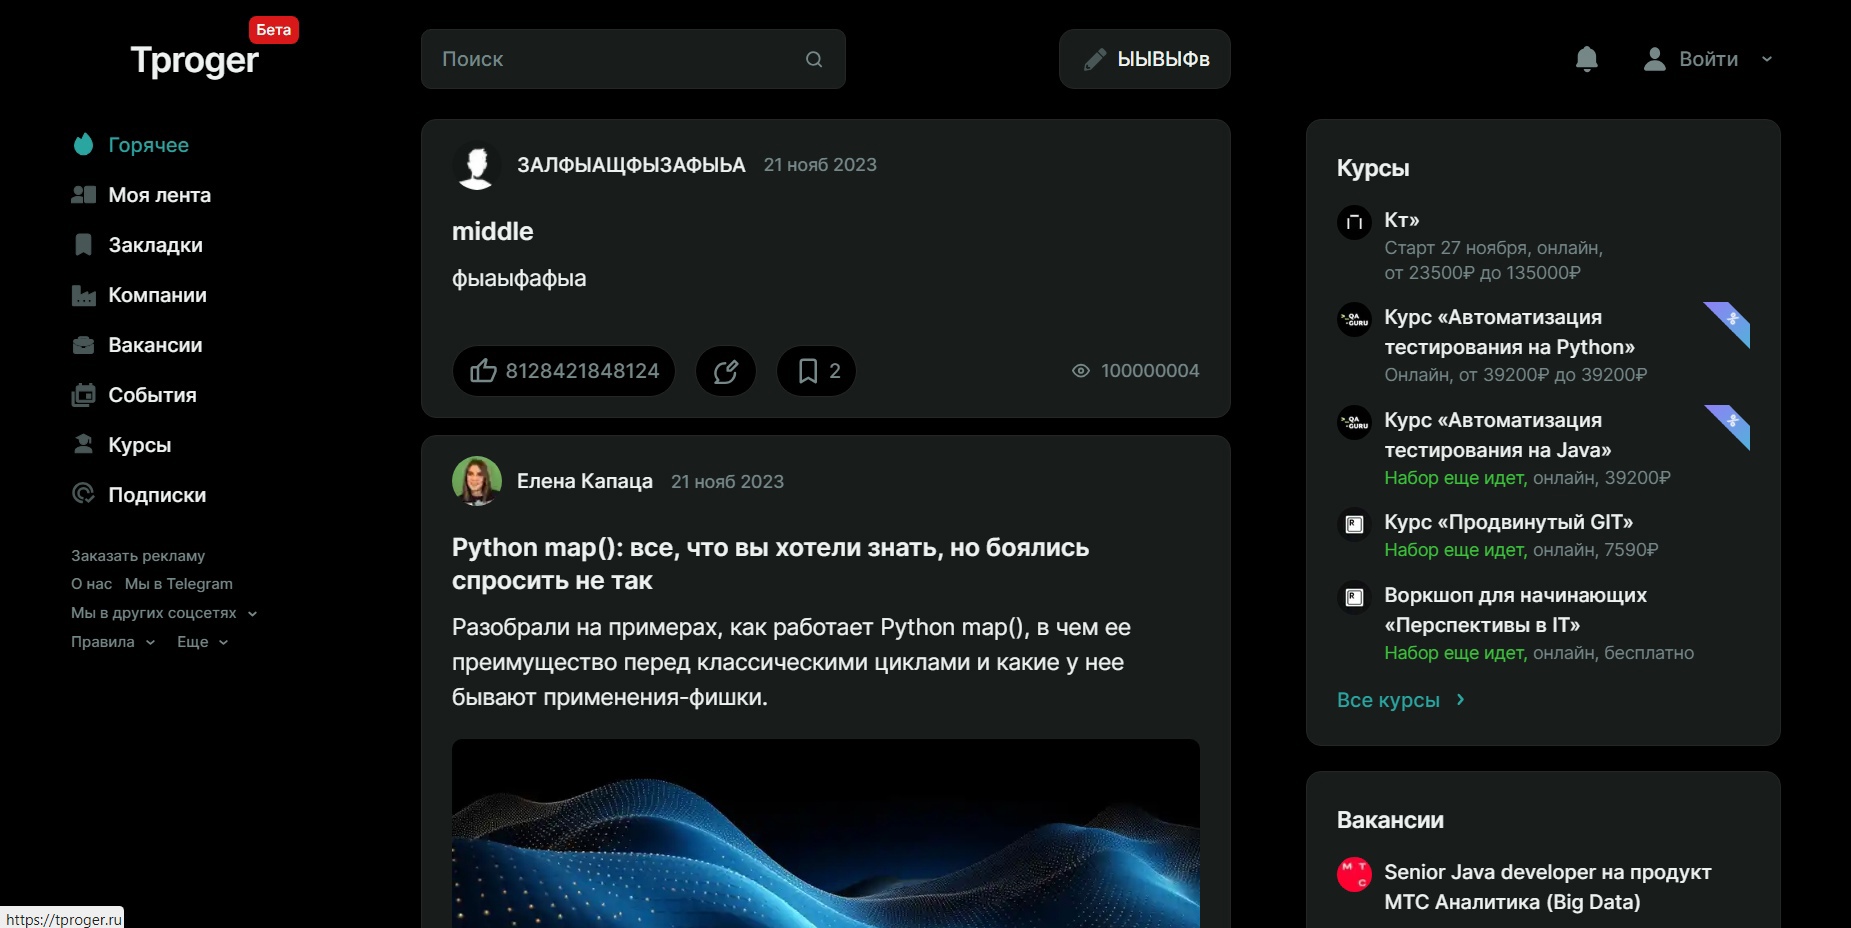 Tproger
Бета
Поиск
ЫЫВЫФв
Войти
Горячее
Моя лента
Закладки
Компании
Вакансии
События
Курсы
Подписки
Заказать рекламу
О нас Мы в Telegram
Мы в других соцсетях
Правила Еще
ЗАЛФЫАЩФЫЗАФЫЬА 21 нояб 2023
middle
фыаыфафыа
8128421848124 2 100000004
Елена Капаца 21 нояб 2023
Python map(): все, что вы хотели знать, но боялись
спросить не так
Разобрали на примерах, как работает Python map(), в чем ее
преимущество перед классическими циклами и какие у нее
бывают применения-фишки.
Курсы
Кт»
Старт 27 ноября, онлайн,
от 23500₽ до 135000₽
>_QA
-GURU
Курс «Автоматизация
тестирования на Python»
Онлайн, от 39200₽ до 39200₽
>_QA
-GURU
Курс «Автоматизация
тестирования на Java»
Набор еще идет, онлайн, 39200₽
R
Курс «Продвинутый GIT»
Набор еще идет, онлайн, 7590₽
R
Воркшоп для начинающих
«Перспективы в IT»
Набор еще идет, онлайн, бесплатно
Все курсы
Вакансии
М Т
С
Senior Java developer на продукт
МТС Аналитика (Big Data)
https://tproger.ru